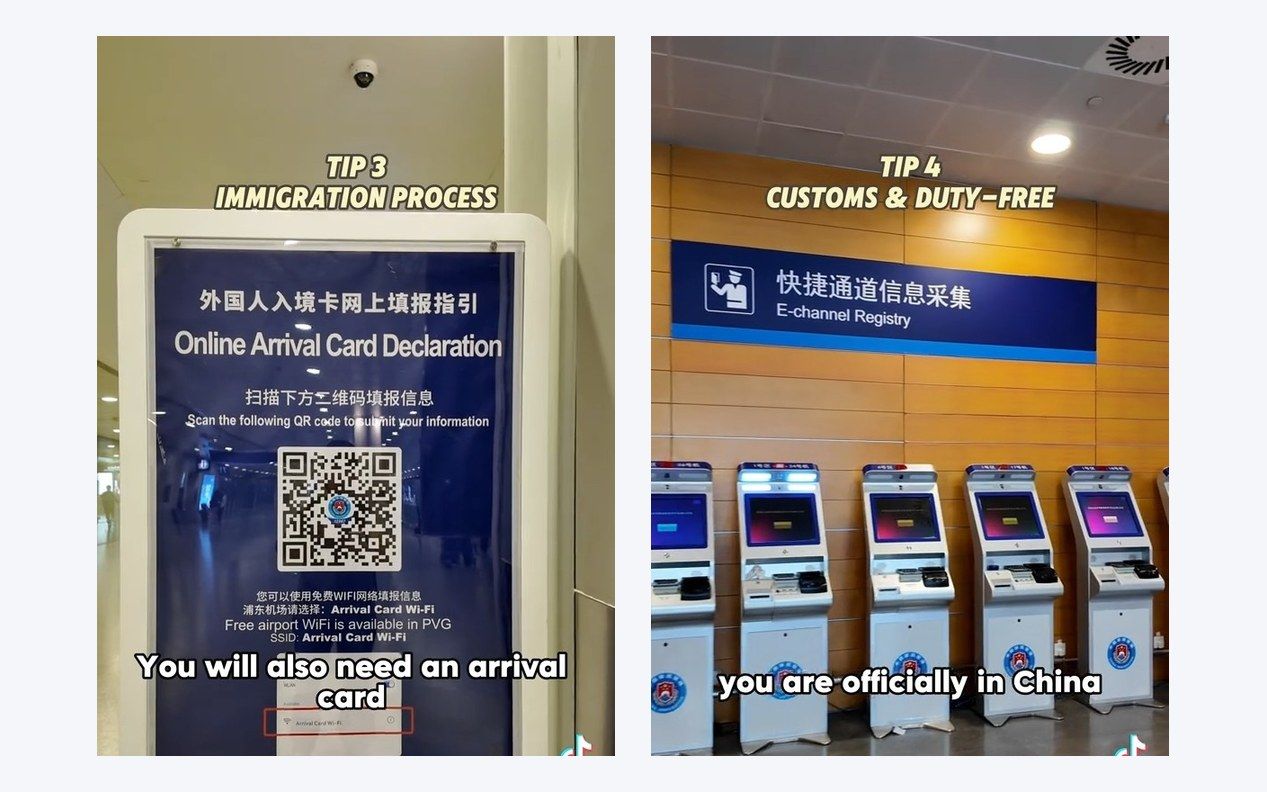 TIP 3
IMMIGRATION PROCESS
外国人入境卡网上填报指引
Online Arrival Card Declaration
扫描下方二维码填报信息
Scan the following QR code to submit your information
您可以使用免费WIFI网络填报信息
浦东机场请选择：Arrival Card Wi-Fi
Free airport WiFi is available in PVG
SSID: Arrival Card Wi-Fi
You will also need an arrival
card
WLAN
Arrival Card Wi-Fi
TIP 4
CUSTOMS & DUTY-FREE
快捷通道信息采集
E-channel Registry
you are officially in China